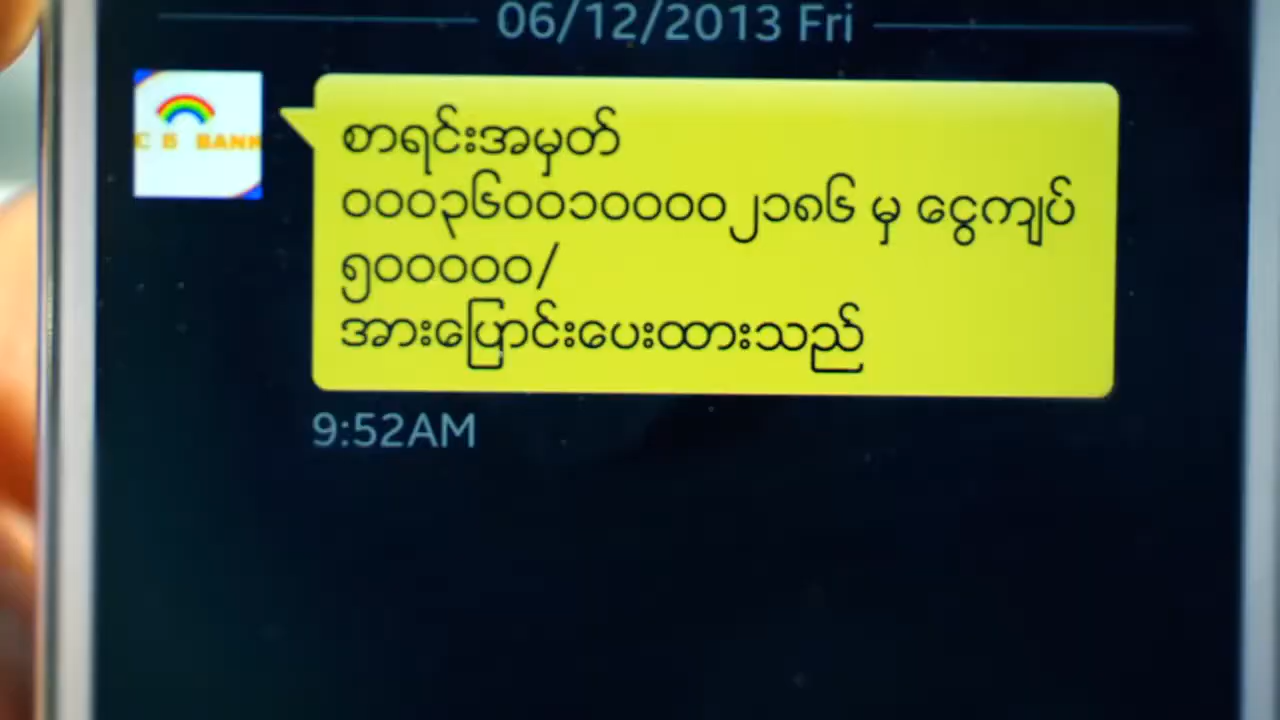 06/12/2013 Fri
C B BANK
စာရင်းအမှတ်
၀၀၀၃၆၀၀၁၀၀၀၀၂၁၈၆ မှ ငွေကျပ်
၅၀၀၀၀၀/
အားပြောင်းပေးထားသည်
9:52AM